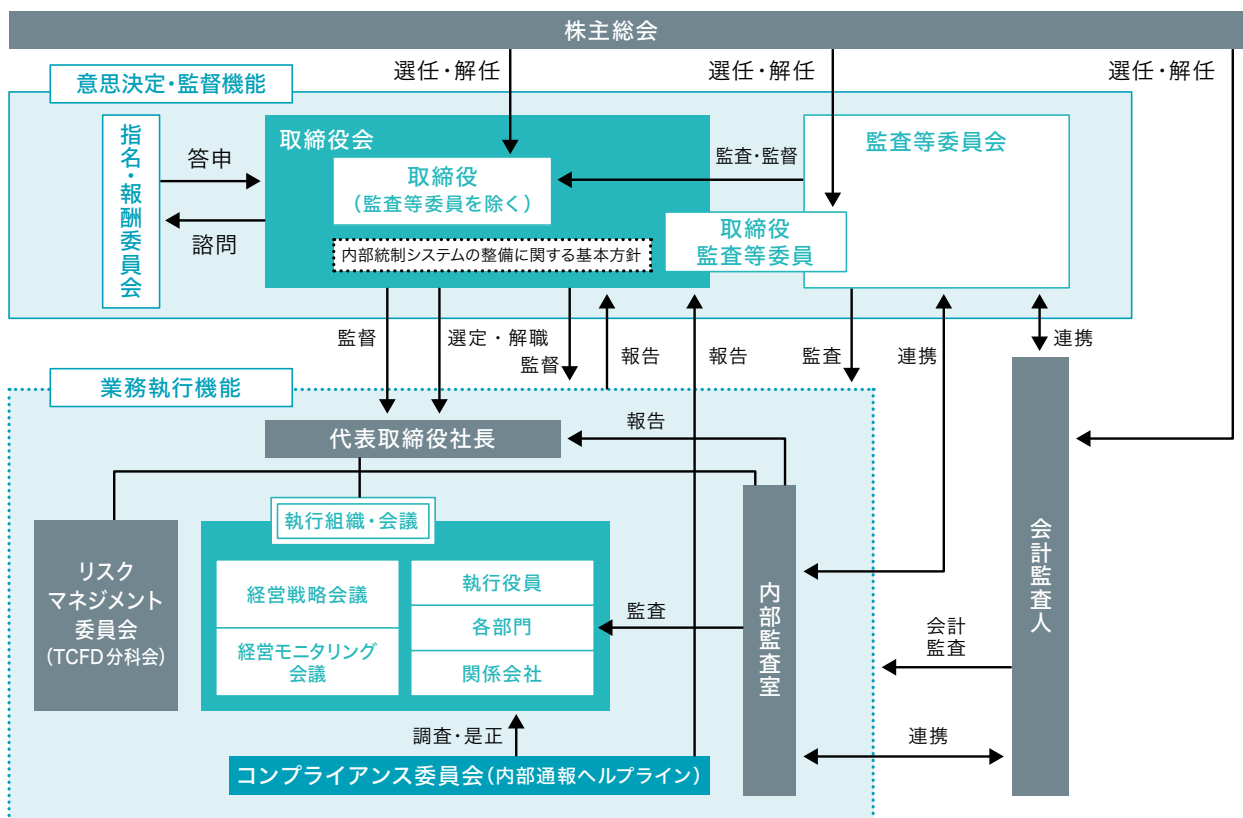 株主総会
選任・解任
選任・解任
選任・解任
意思決定・監督機能
指名・報酬委員会
答申
諮問
取締役会
取締役
（監査等委員を除く）
内部統制システムの整備に関する基本方針
監査・監督
監査等委員会
取締役
監査等委員
監督
選定・解職
監督
報告
報告
監査
連携
連携
業務執行機能
代表取締役社長
報告
リスク
マネジメント
委員会
（TCFD分科会）
執行組織・会議
経営戦略会議
経営モニタリング
会議
執行役員
各部門
関係会社
監査
内部監査室
会計
監査
会計監査人
調査・是正
連携
コンプライアンス委員会（内部通報ヘルプライン）